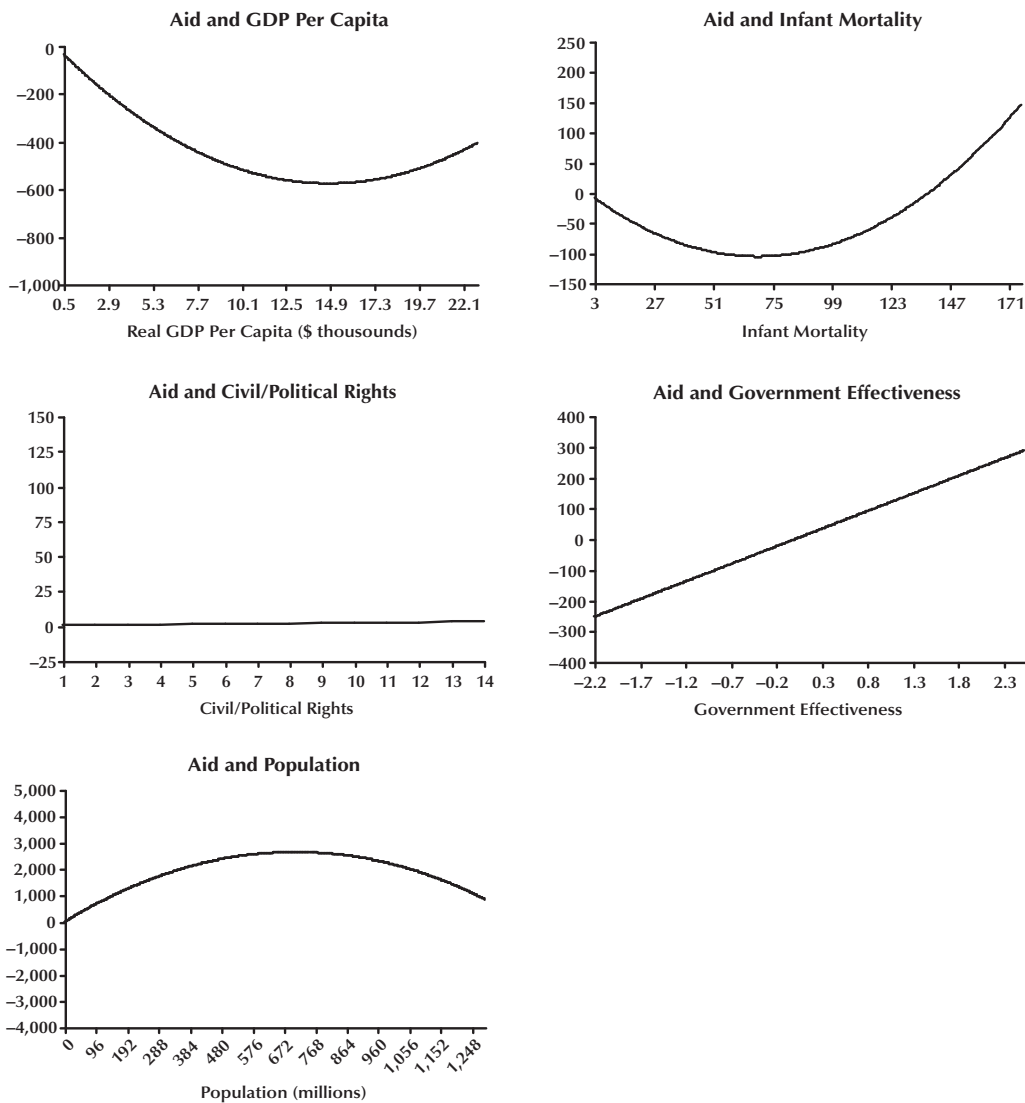 Aid and GDP Per Capita
0
–200
–400
–600
–800
–1,000
0.5 2.9 5.3 7.7 10.1 12.5 14.9 17.3 19.7 22.1
Real GDP Per Capita ($ thousounds)
Aid and Infant Mortality
250
200
150
100
50
0
–50
–100
–150
3 27 51 75 99 123 147 171
Infant Mortality
Aid and Civil/Political Rights
150
125
100
75
50
25
0
–25
1 2 3 4 5 6 7 8 9 10 11 12 13 14
Civil/Political Rights
Aid and Government Effectiveness
400
300
200
100
0
–100
–200
–300
–400
–2.2 –1.7 –1.2 –0.7 –0.2 0.3 0.8 1.3 1.8 2.3
Government Effectiveness
Aid and Population
5,000
4,000
3,000
2,000
1,000
0
–1,000
–2,000
–3,000
–4,000
0 96 192 288 384 480 576 672 768 864 960 1,056 1,152 1,248
Population (millions)